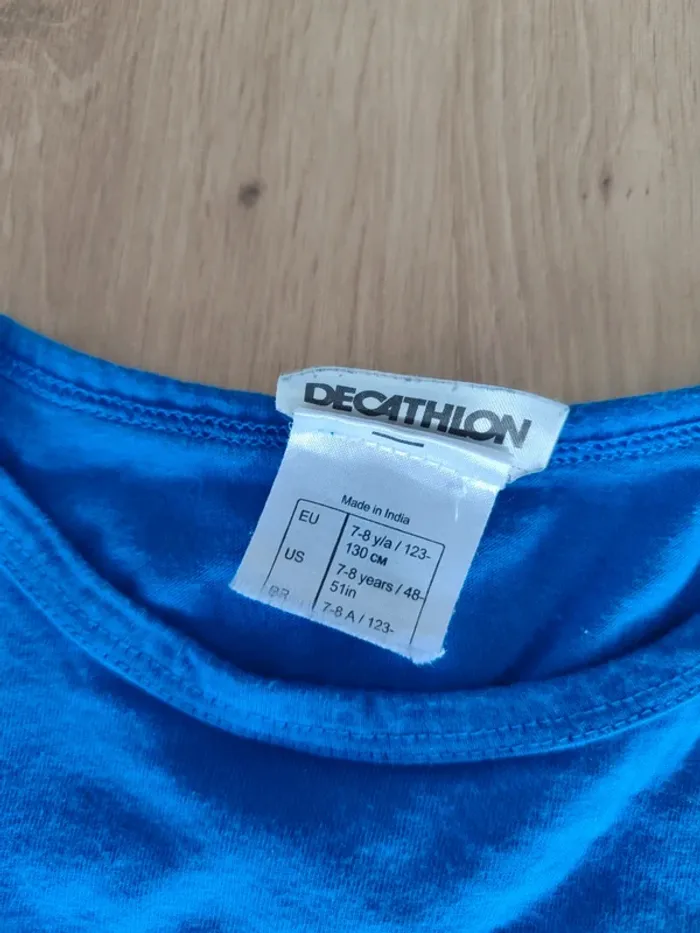 DECATHLON
Made in India
EU 7-8 y/a / 123-
130 CM
US 7-8 years / 48-
51in
BR 7-8 A / 123-